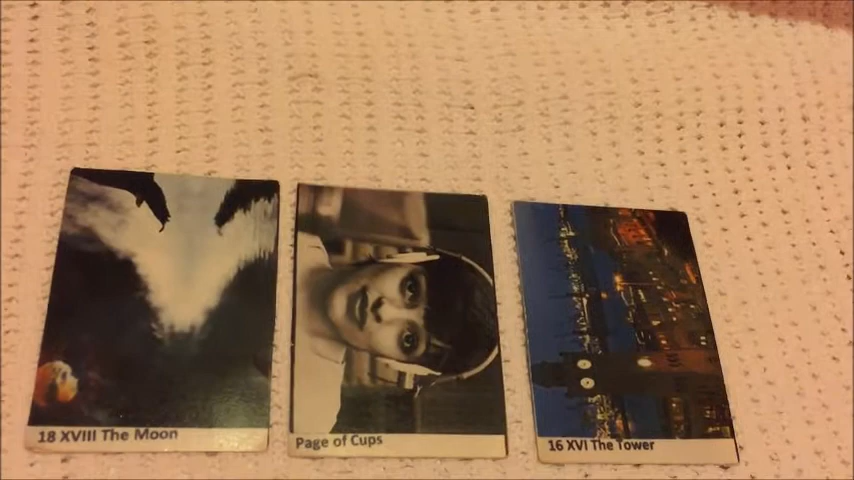 18 XVIII The Moon
Page of Cups
16 XVI The Tower